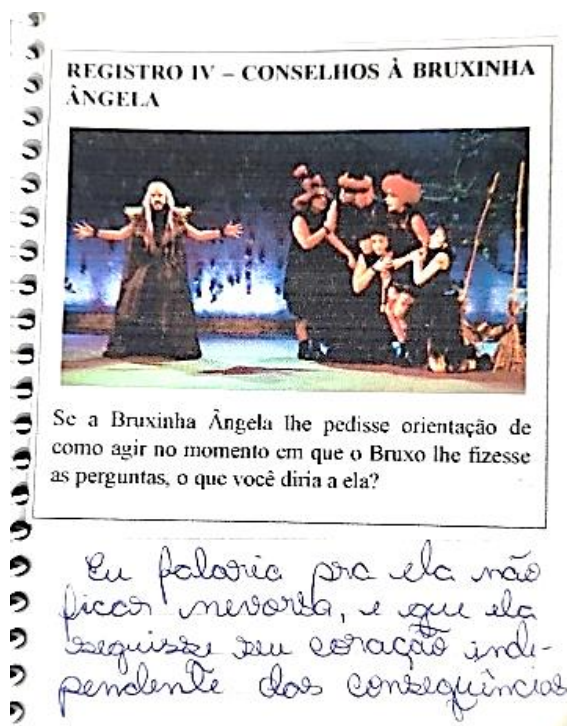 REGISTRO IV – CONSELHOS À BRUXINHA
ÂNGELA
Se a Bruxinha Ângela lhe pedisse orientação de
como agir no momento em que o Bruxo lhe fizesse
as perguntas, o que você diria a ela?
Eu falaria pra ela não
ficar nervosa, e que ela
seguisse seu coração inde-
pendente das consequências